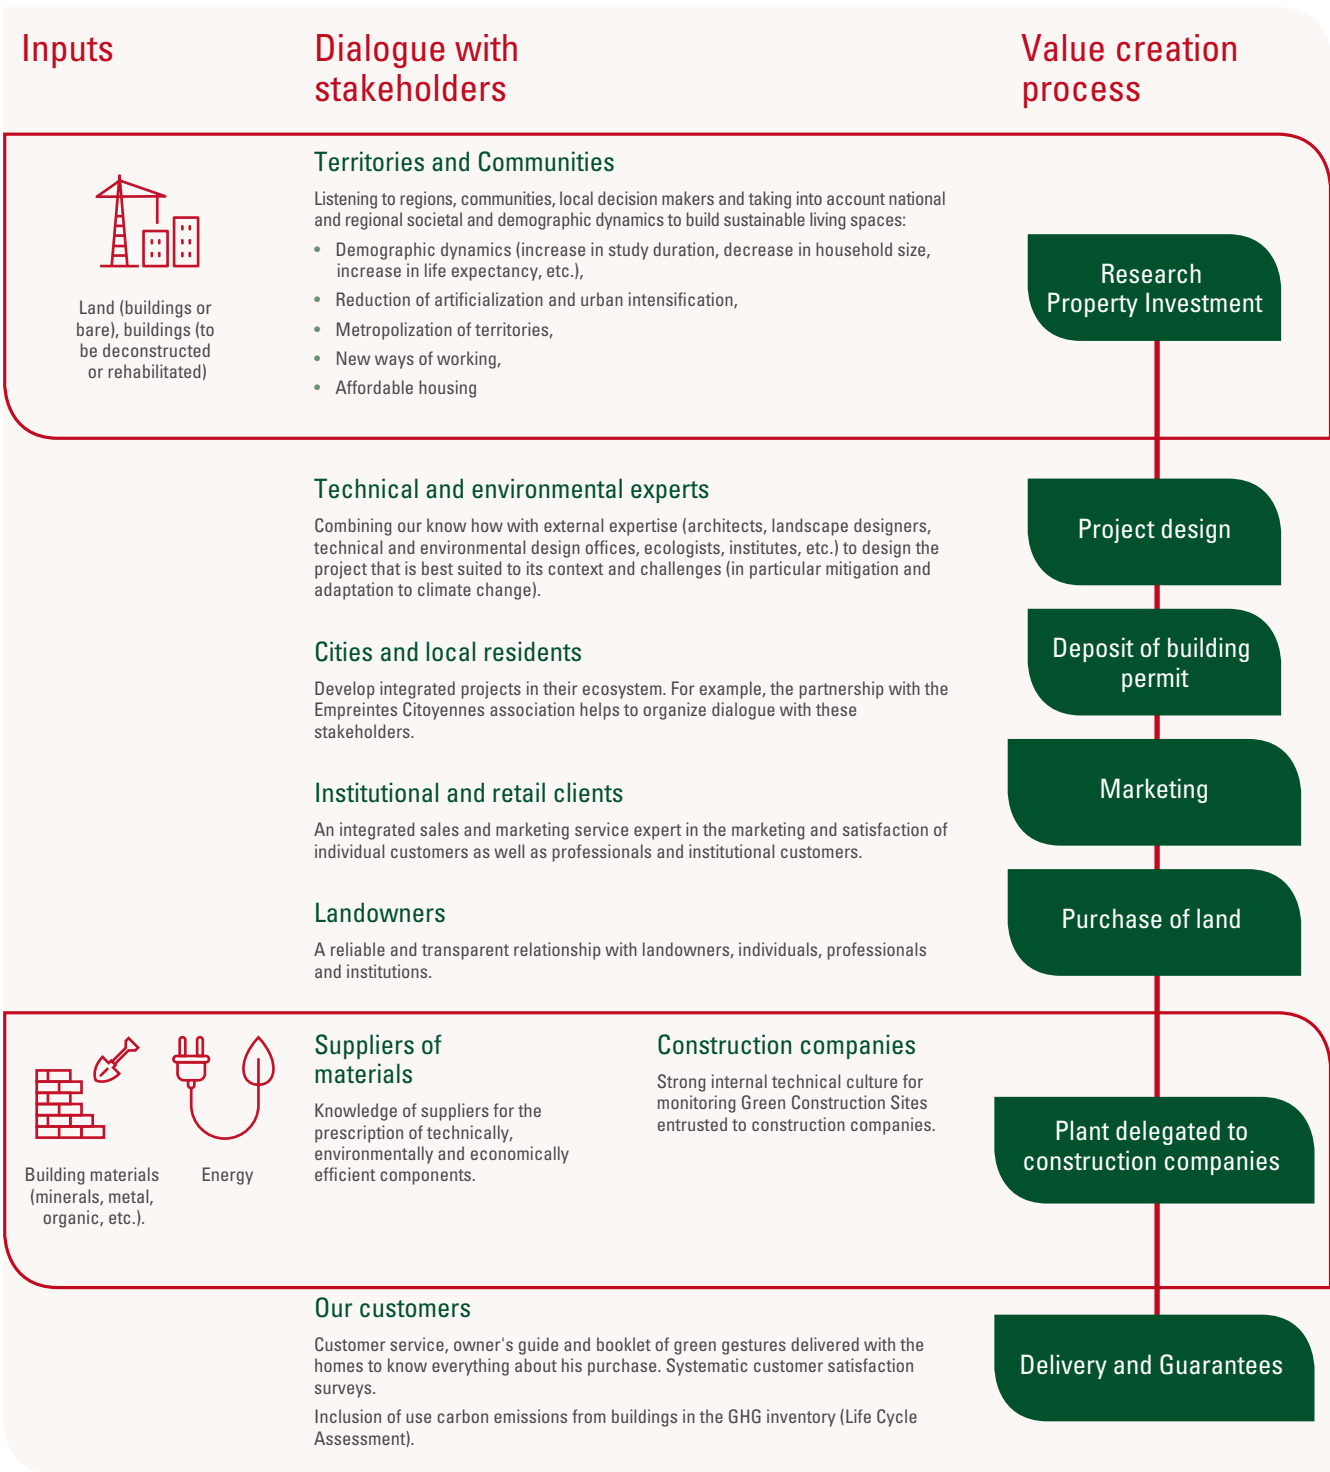 Inputs
Dialogue with
stakeholders
Value creation
process
Land (buildings or
bare), buildings (to
be deconstructed
or rehabilitated)
Territories and Communities
Listening to regions, communities, local decision makers and taking into account national
and regional societal and demographic dynamics to build sustainable living spaces:
• Demographic dynamics (increase in study duration, decrease in household size,
increase in life expectancy, etc.),
• Reduction of artificialization and urban intensification,
• Metropolization of territories,
• New ways of working,
• Affordable housing
Research
Property Investment
Technical and environmental experts
Combining our know how with external expertise (architects, landscape designers,
technical and environmental design offices, ecologists, institutes, etc.) to design the
project that is best suited to its context and challenges (in particular mitigation and
adaptation to climate change).
Project design
Cities and local residents
Develop integrated projects in their ecosystem. For example, the partnership with the
Empreintes Citoyennes association helps to organize dialogue with these
stakeholders.
Deposit of building
permit
Institutional and retail clients
An integrated sales and marketing service expert in the marketing and satisfaction of
individual customers as well as professionals and institutional customers.
Marketing
Landowners
A reliable and transparent relationship with landowners, individuals, professionals
and institutions.
Purchase of land
Building materials
(minerals, metal,
organic, etc.).
Energy
Suppliers of
materials
Knowledge of suppliers for the
prescription of technically,
environmentally and economically
efficient components.
Construction companies
Strong internal technical culture for
monitoring Green Construction Sites
entrusted to construction companies.
Plant delegated to
construction companies
Our customers
Customer service, owner's guide and booklet of green gestures delivered with the
homes to know everything about his purchase. Systematic customer satisfaction
surveys.
Inclusion of use carbon emissions from buildings in the GHG inventory (Life Cycle
Assessment).
Delivery and Guarantees